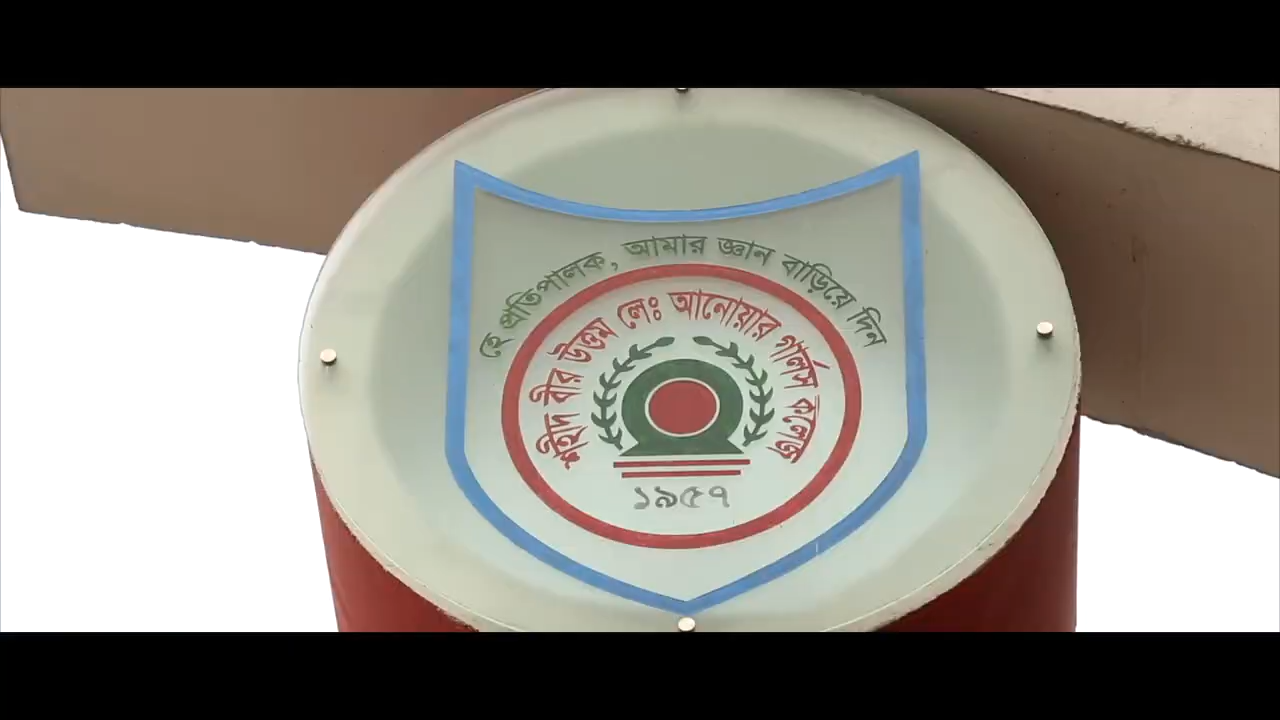 হে প্রতিপালক, আমার জ্ঞান বাড়িয়ে দিন
শহীদ বীর উত্তম লেঃ আনোয়ার গার্লস কলেজ
১৯৫৭